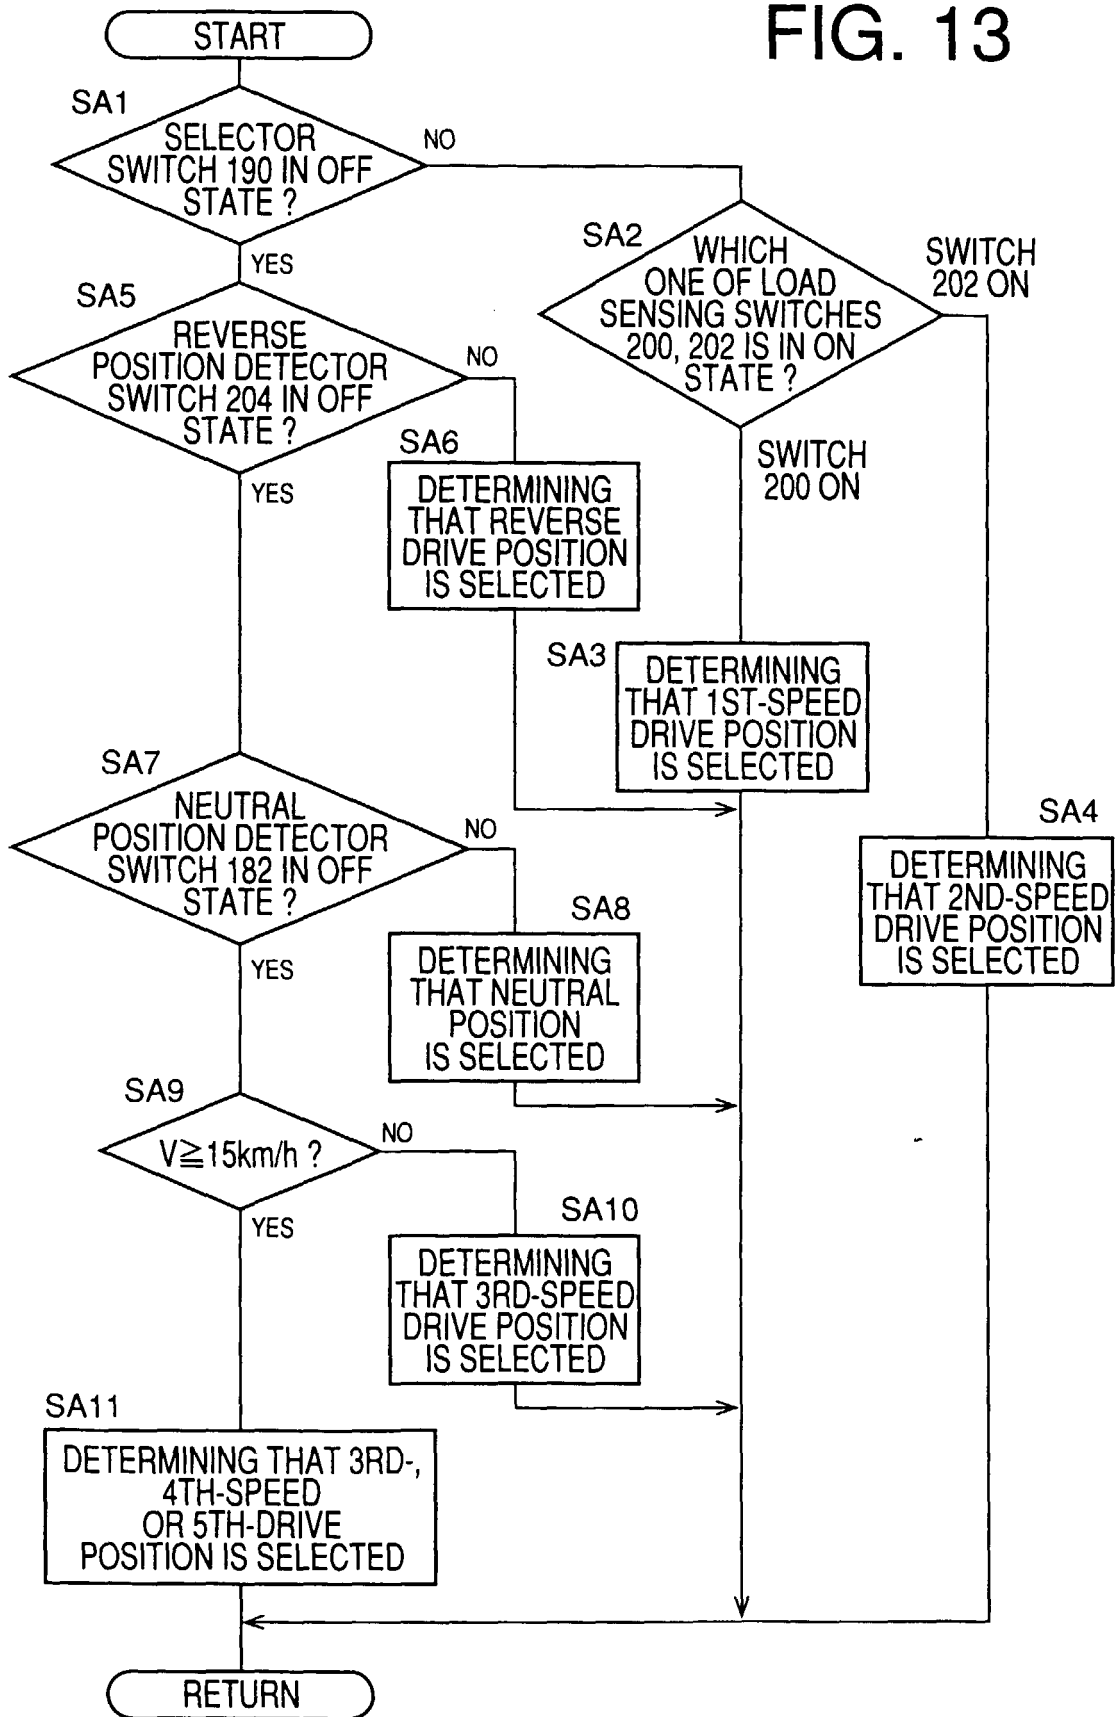 FIG. 13
START
SA1
SELECTOR
SWITCH 190 IN OFF
STATE ?
NO
YES
SA2
WHICH
ONE OF LOAD
SENSING SWITCHES
200, 202 IS IN ON
STATE ?
SWITCH
202 ON
SWITCH
200 ON
SA5
REVERSE
POSITION DETECTOR
SWITCH 204 IN OFF
STATE ?
NO
YES
SA6
DETERMINING
THAT REVERSE
DRIVE POSITION
IS SELECTED
SA3
DETERMINING
THAT 1ST-SPEED
DRIVE POSITION
IS SELECTED
SA4
DETERMINING
THAT 2ND-SPEED
DRIVE POSITION
IS SELECTED
SA7
NEUTRAL
POSITION DETECTOR
SWITCH 182 IN OFF
STATE ?
NO
YES
SA8
DETERMINING
THAT NEUTRAL
POSITION
IS SELECTED
SA9
V≧15km/h ?
NO
YES
SA10
DETERMINING
THAT 3RD-SPEED
DRIVE POSITION
IS SELECTED
SA11
DETERMINING THAT 3RD-,
4TH-SPEED
OR 5TH-DRIVE
POSITION IS SELECTED
RETURN